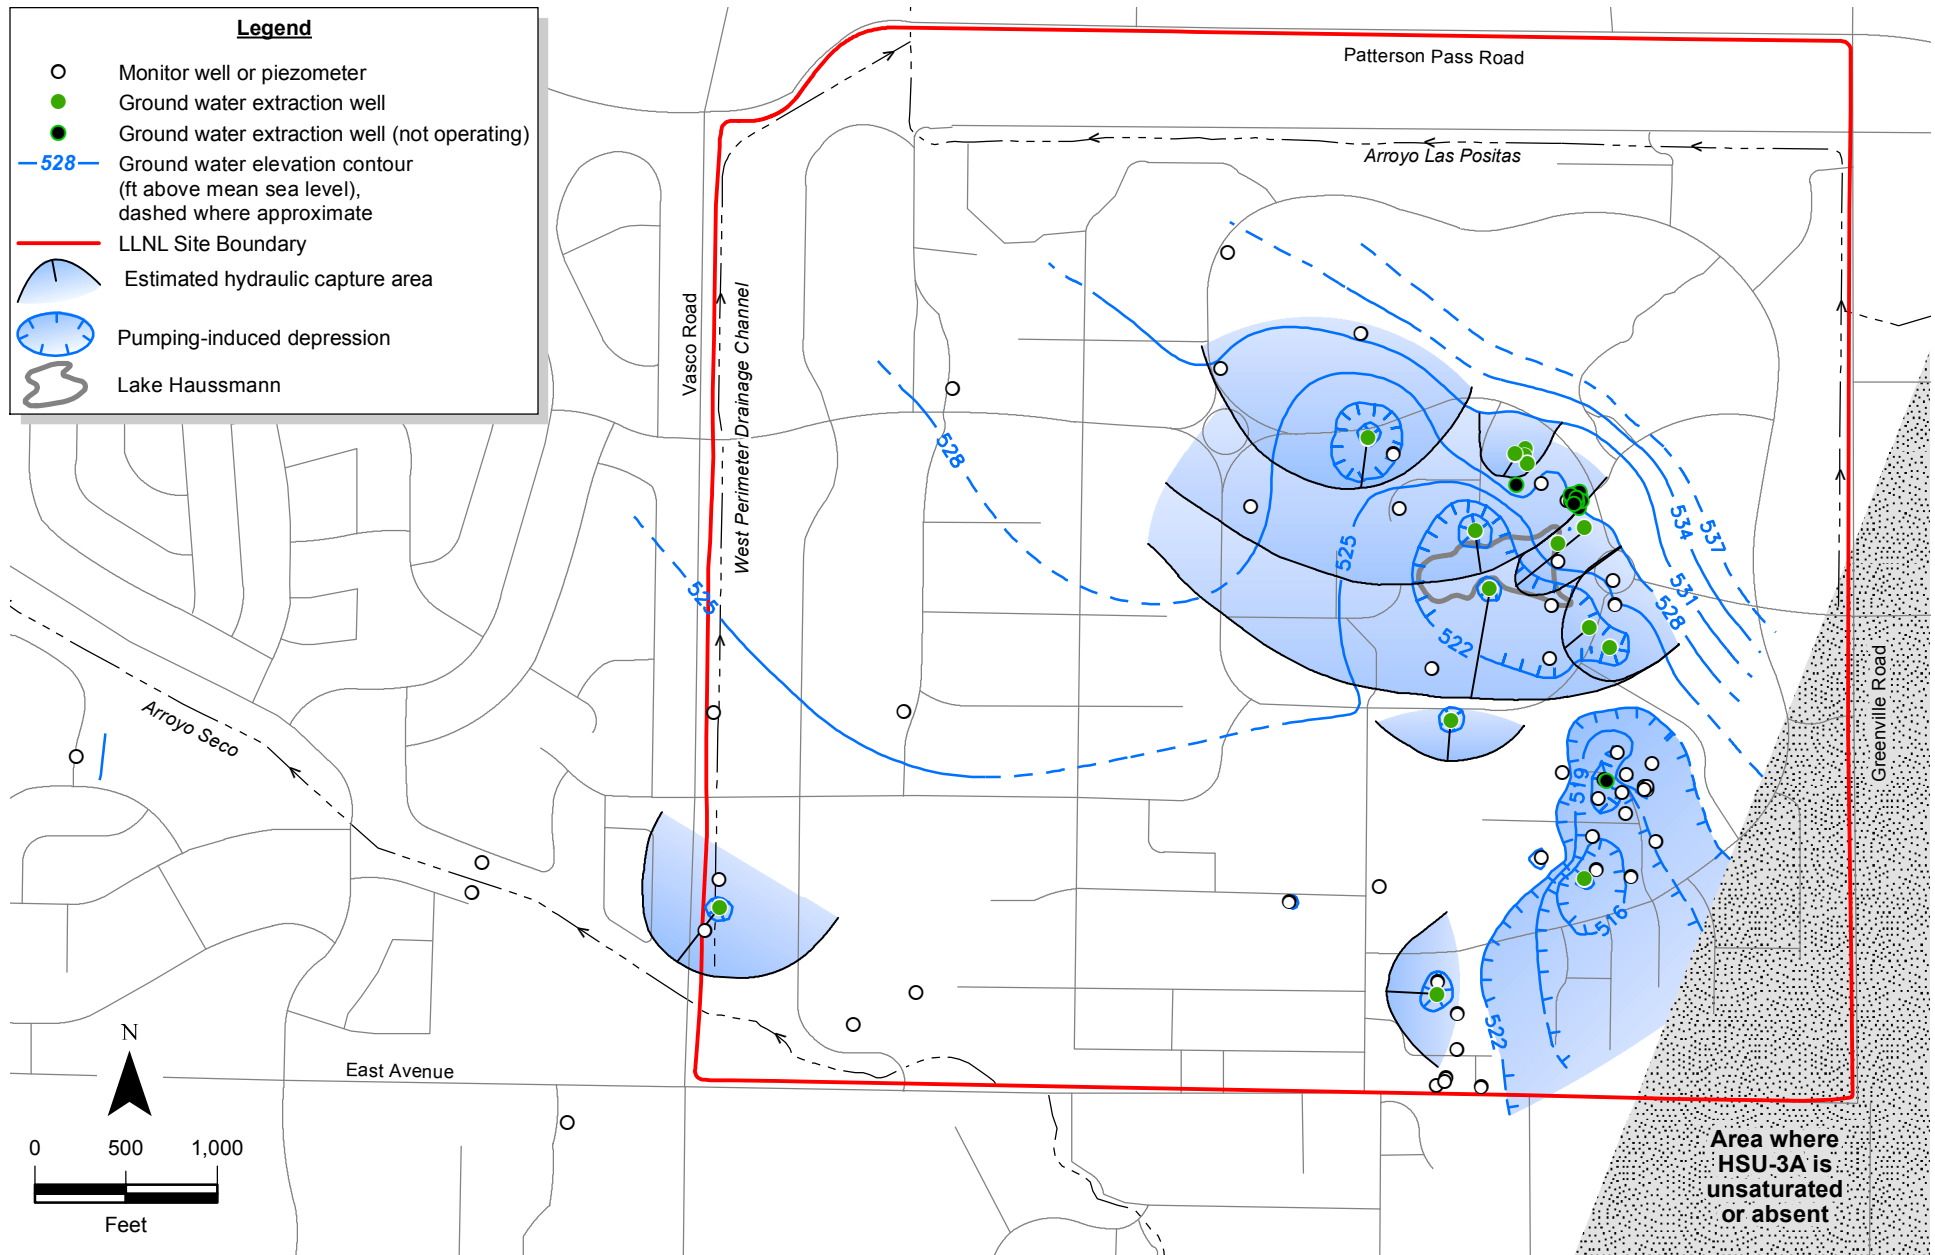 Legend
Monitor well or piezometer
Ground water extraction well
Ground water extraction well (not operating)
528
Ground water elevation contour
(ft above mean sea level),
dashed where approximate
LLNL Site Boundary
Estimated hydraulic capture area
Pumping-induced depression
Lake Haussmann
Patterson Pass Road
Arroyo Las Positas
Vasco Road
West Perimeter Drainage Channel
528
525
525
534
537
531
528
522
Greenville Road
Arroyo Seco
519
516
522
East Avenue
N
0 500 1,000
Feet
Area where
HSU-3A is
unsaturated
or absent